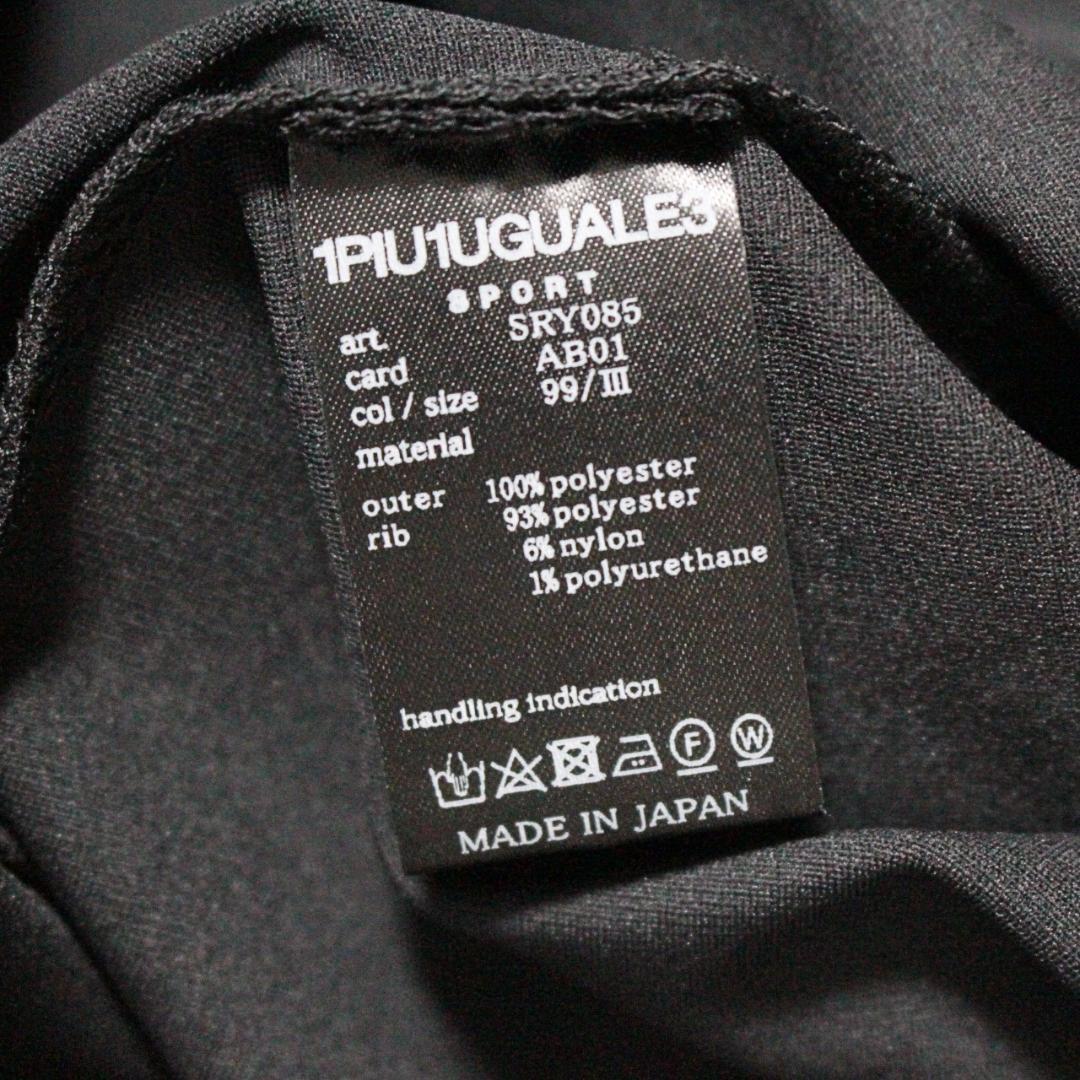 1PIU1UGUALE3
SPORT
art. SRY085
card AB01
col / size 99/III
material
outer 100% polyester
rib 93% polyester
6% nylon
1% polyurethane
handling indication
F W
MADE IN JAPAN